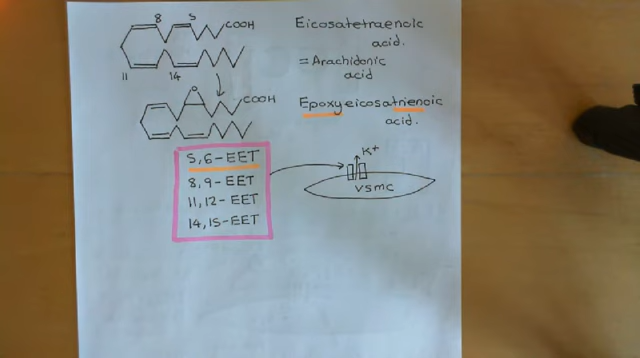 8 5 COOH
11 14
Eicosatetraenoic
acid.
= Arachidonic
acid
O
COOH
Epoxyeicosatrienoic
acid.
5,6-EET
8,9-EET
11,12-EET
14,15-EET
K+
VSMC